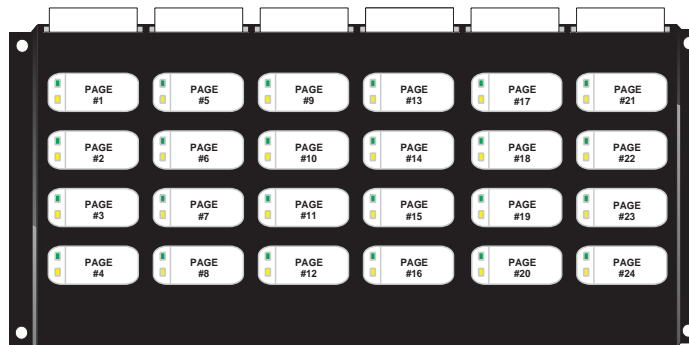 PAGE
#1
PAGE
#5
PAGE
#9
PAGE
#13
PAGE
#17
PAGE
#21
PAGE
#2
PAGE
#6
PAGE
#10
PAGE
#14
PAGE
#18
PAGE
#22
PAGE
#3
PAGE
#7
PAGE
#11
PAGE
#15
PAGE
#19
PAGE
#23
PAGE
#4
PAGE
#8
PAGE
#12
PAGE
#16
PAGE
#20
PAGE
#24